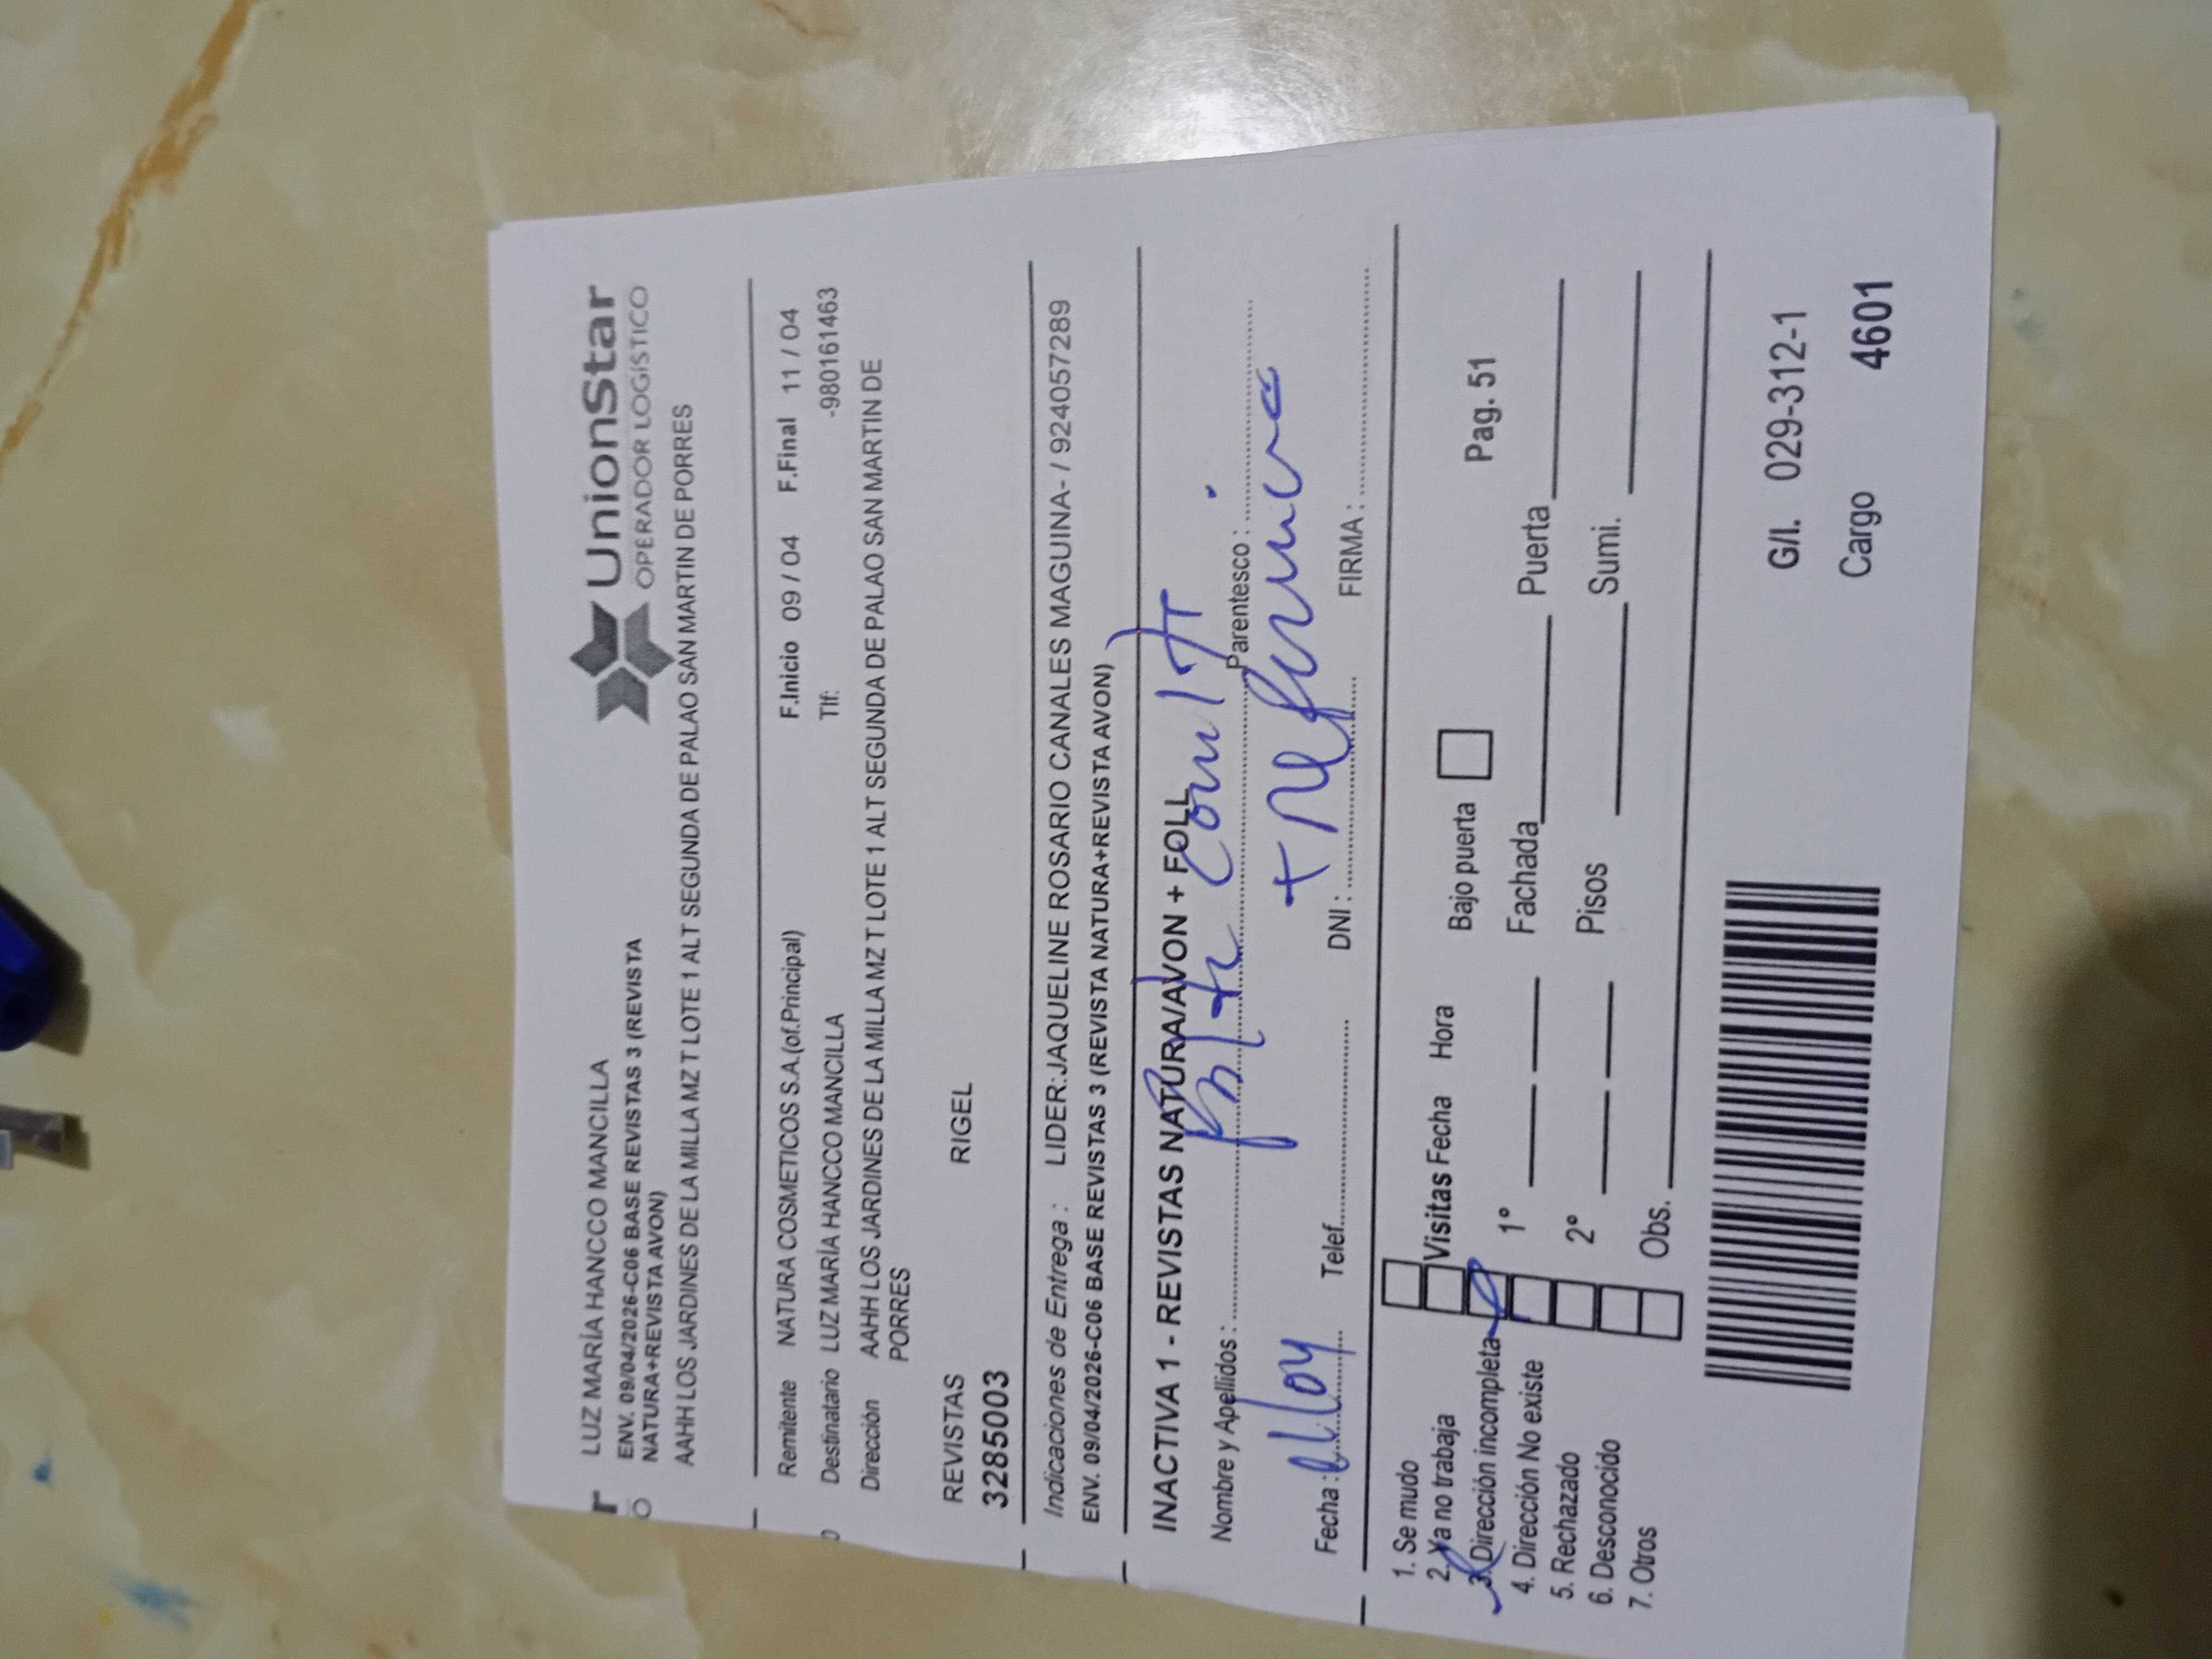 r
O
LUZ MARÍA HANCCO MANCILLA
UnionStar
OPERADOR LOGÍSTICO
ENV. 09/04/2026-C06 BASE REVISTAS 3 (REVISTA
NATURA+REVISTA AVON)
AAHH LOS JARDINES DE LA MILLA MZ T LOTE 1 ALT SEGUNDA DE PALAO SAN MARTIN DE PORRES
Remitente NATURA COSMETICOS S.A.(of.Principal) F.Inicio 09 / 04 F.Final 11 / 04
Destinatario LUZ MARÍA HANCCO MANCILLA Tlf: -980161463
Dirección AAHH LOS JARDINES DE LA MILLA MZ T LOTE 1 ALT SEGUNDA DE PALAO SAN MARTIN DE
PORRES
REVISTAS RIGEL
3285003
Indicaciones de Entrega : LIDER:JAQUELINE ROSARIO CANALES MAGUINA- / 924057289
ENV. 09/04/2026-C06 BASE REVISTAS 3 (REVISTA NATURA+REVISTA AVON)
INACTIVA 1 - REVISTAS NATURA/AVON + FOLL
Nombre y Apellidos : Parentesco :
+ Referencia
Fecha : Telef. DNI : FIRMA :
1. Se mudo
2. Ya no trabaja Visitas Fecha Hora Bajo puerta Pag. 51
3. Dirección incompleta
4. Dirección No existe 1º Fachada Puerta
5. Rechazado
6. Desconocido 2º Pisos Sumi.
7. Otros Obs.
G/I. 029-312-1
Cargo 4601